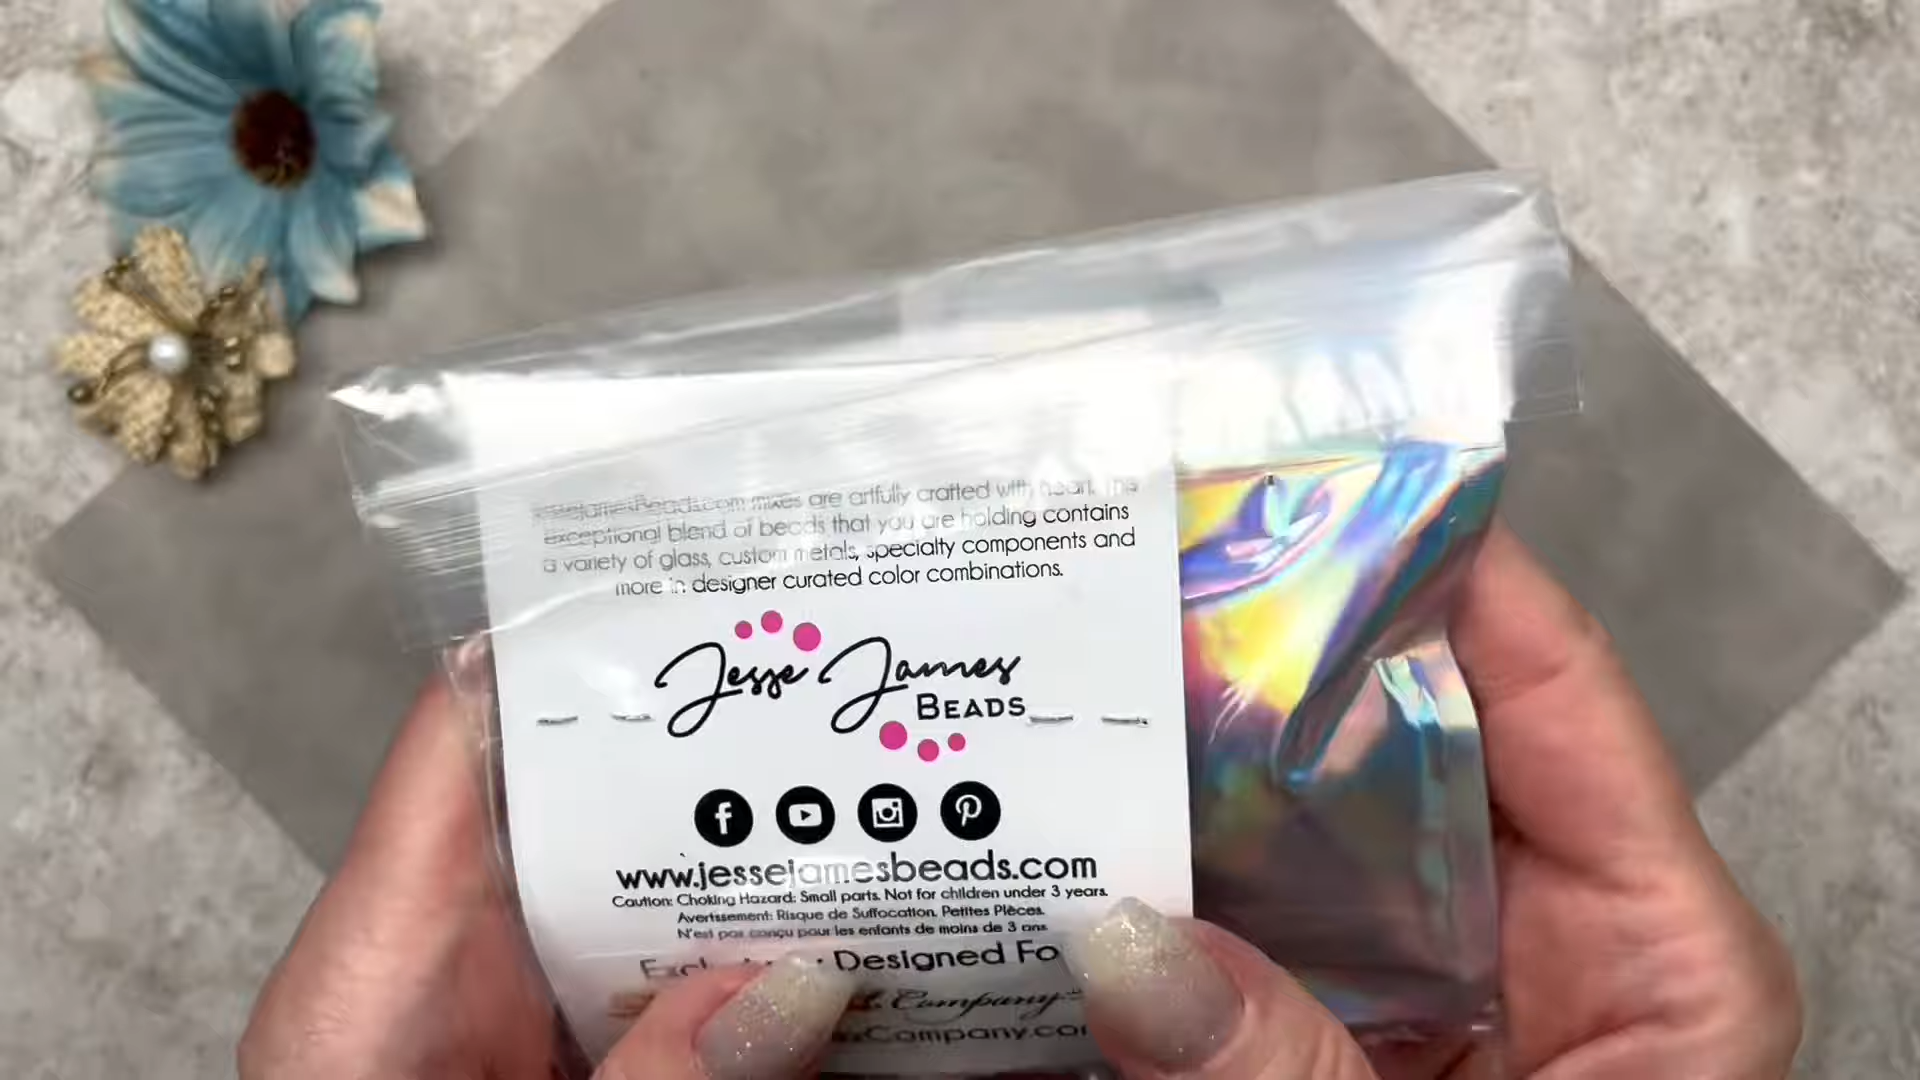 JesseJamesBeads.com mixes are artfully crafted with heart. This
exceptional blend of beads that you are holding contains
a variety of glass, custom metals, specialty components and
more in designer curated color combinations.
Jesse James
BEADS
www.jessejamesbeads.com
Caution: Choking Hazard: Small parts. Not for children under 3 years.
Avertissement: Risque de Suffocation. Petites Pièces.
N'est pas conçu pour les enfants de moins de 3 ans.
Designed
Company